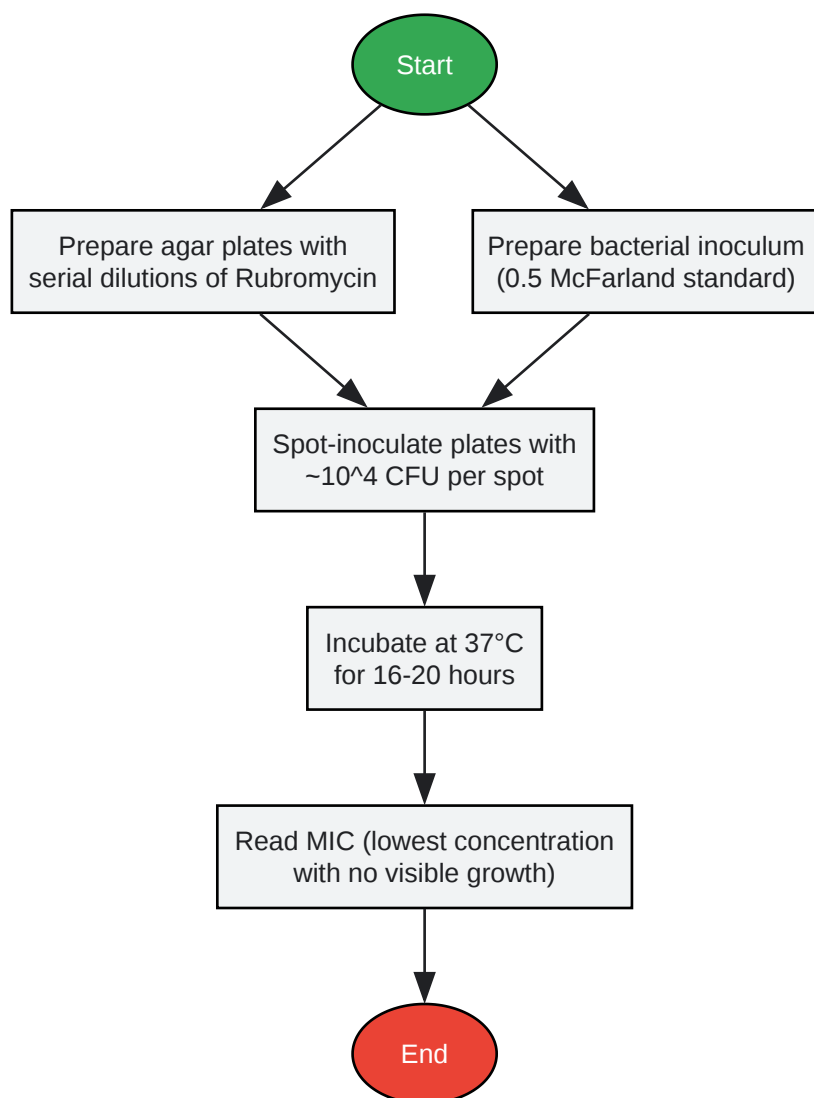 Start
Prepare agar plates with
serial dilutions of Rubromycin
Prepare bacterial inoculum
(0.5 McFarland standard)
Spot-inoculate plates with
~10^4 CFU per spot
Incubate at 37°C
for 16-20 hours
Read MIC (lowest concentration
with no visible growth)
End